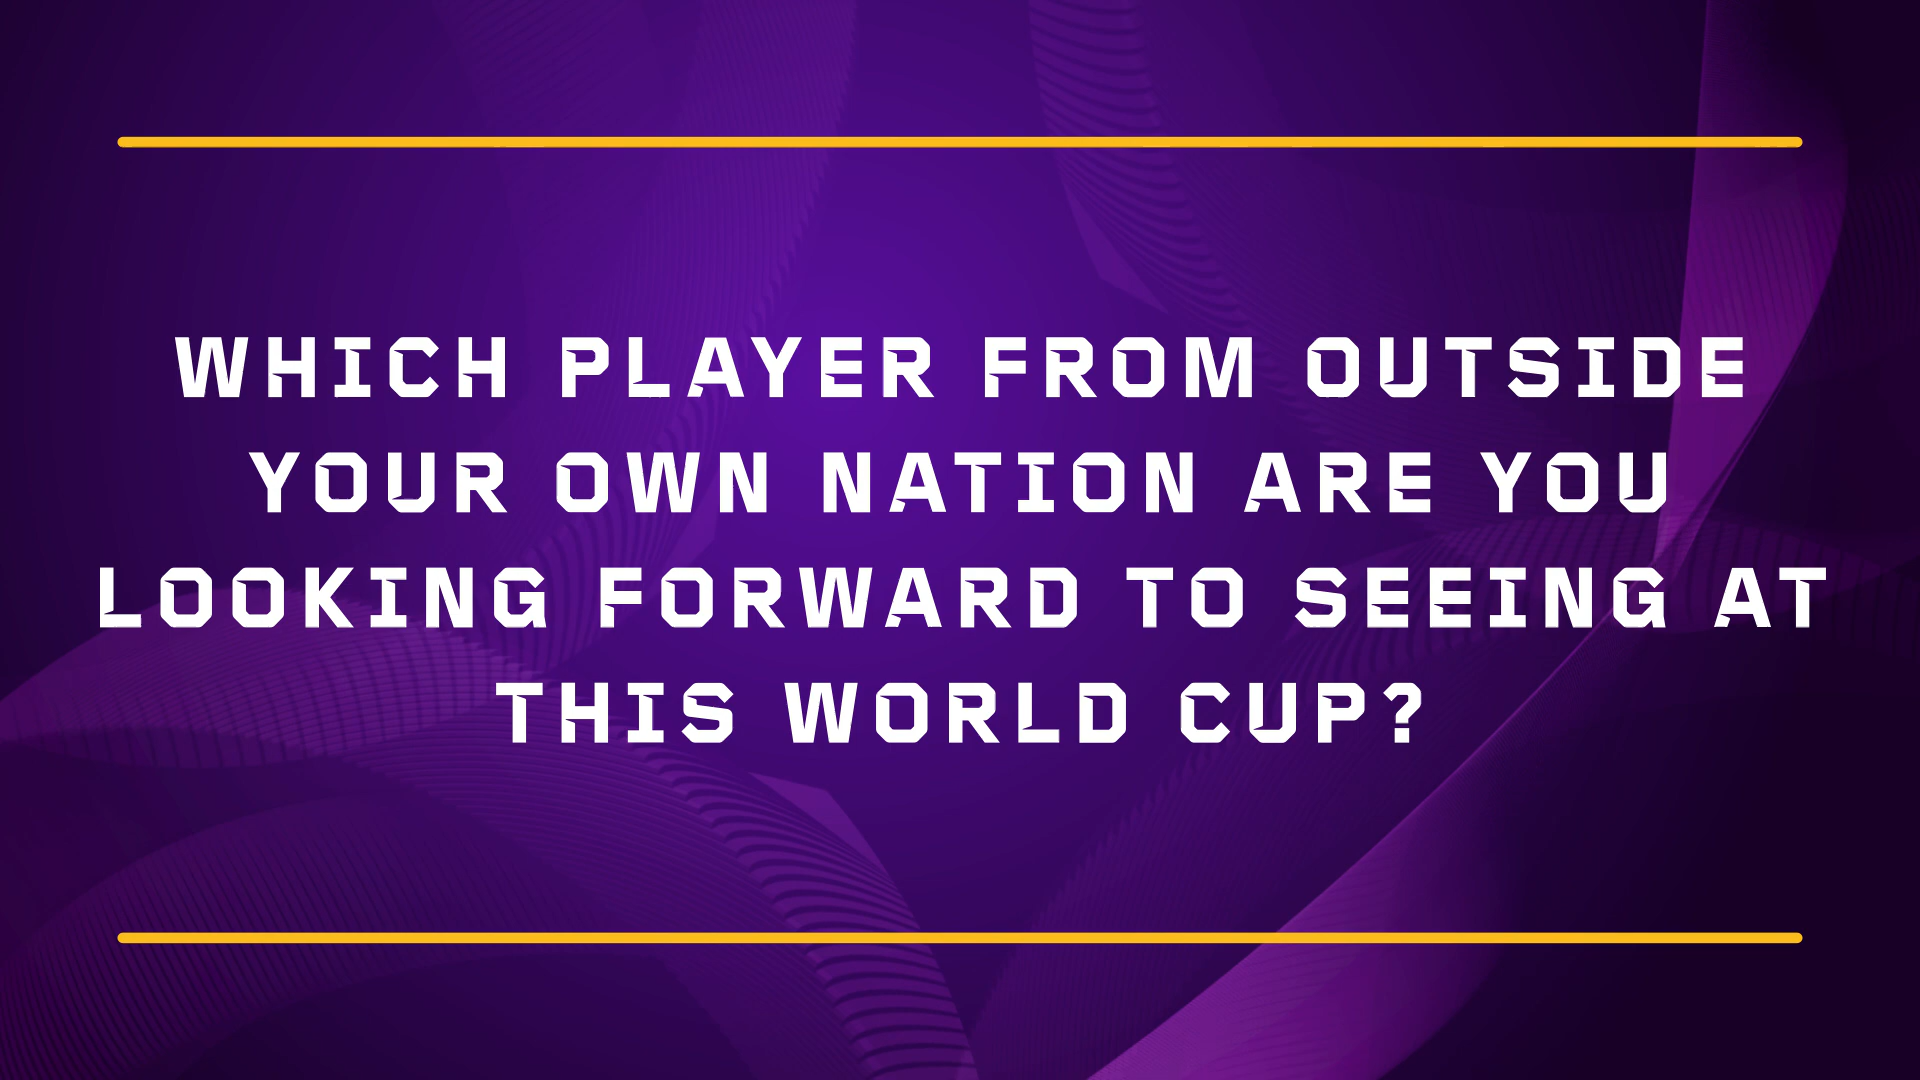 WHICH PLAYER FROM OUTSIDE
YOUR OWN NATION ARE YOU
LOOKING FORWARD TO SEEING AT
THIS WORLD CUP?